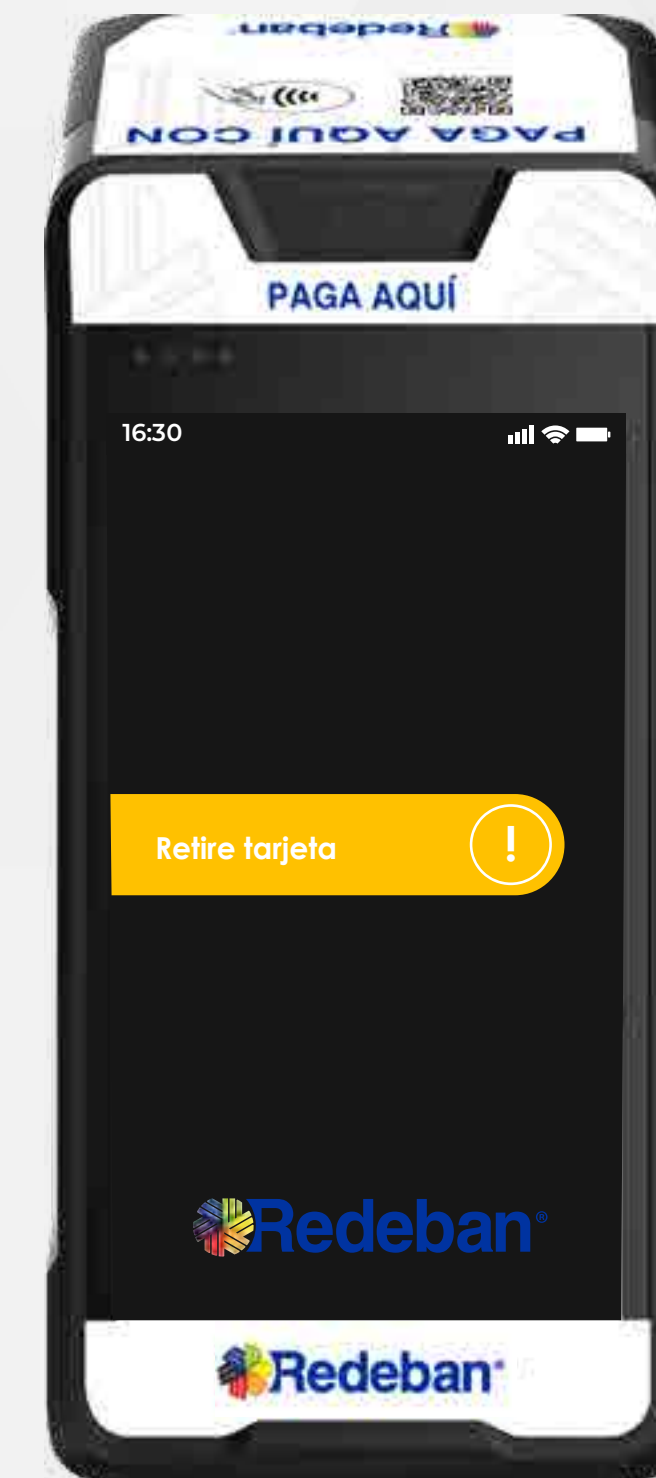 Redeban
PAGA AQUÍ CON
PAGA AQUÍ
16:30
Retire tarjeta
!
Redeban®
Redeban®